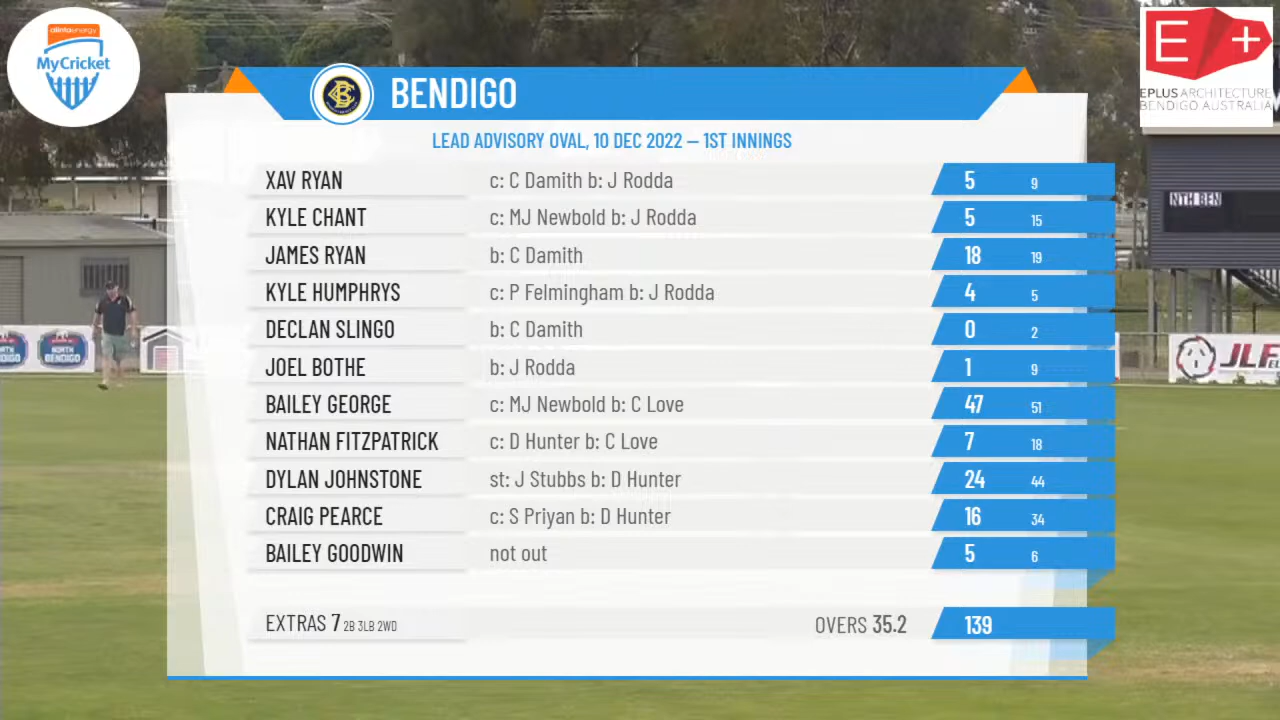 alintaenergy
MyCricket
BENDIGO
E+
EPLUS ARCHITECTURE
BENDIGO AUSTRALIA
LEAD ADVISORY OVAL, 10 DEC 2022 – 1ST INNINGS
XAV RYAN c: C Damith b: J Rodda 5 9
KYLE CHANT c: MJ Newbold b: J Rodda 5 15
JAMES RYAN b: C Damith 18 19
KYLE HUMPHRYS c: P Felmingham b: J Rodda 4 5
DECLAN SLINGO b: C Damith 0 2
JOEL BOTHE b: J Rodda 1 9
BAILEY GEORGE c: MJ Newbold b: C Love 47 51
NATHAN FITZPATRICK c: D Hunter b: C Love 7 18
DYLAN JOHNSTONE st: J Stubbs b: D Hunter 24 44
CRAIG PEARCE c: S Priyan b: D Hunter 16 34
BAILEY GOODWIN not out 5 6
EXTRAS 7 2B 3LB 2WD OVERS 35.2 139
NTH BEN
NORTH
BENDIGO
JLF